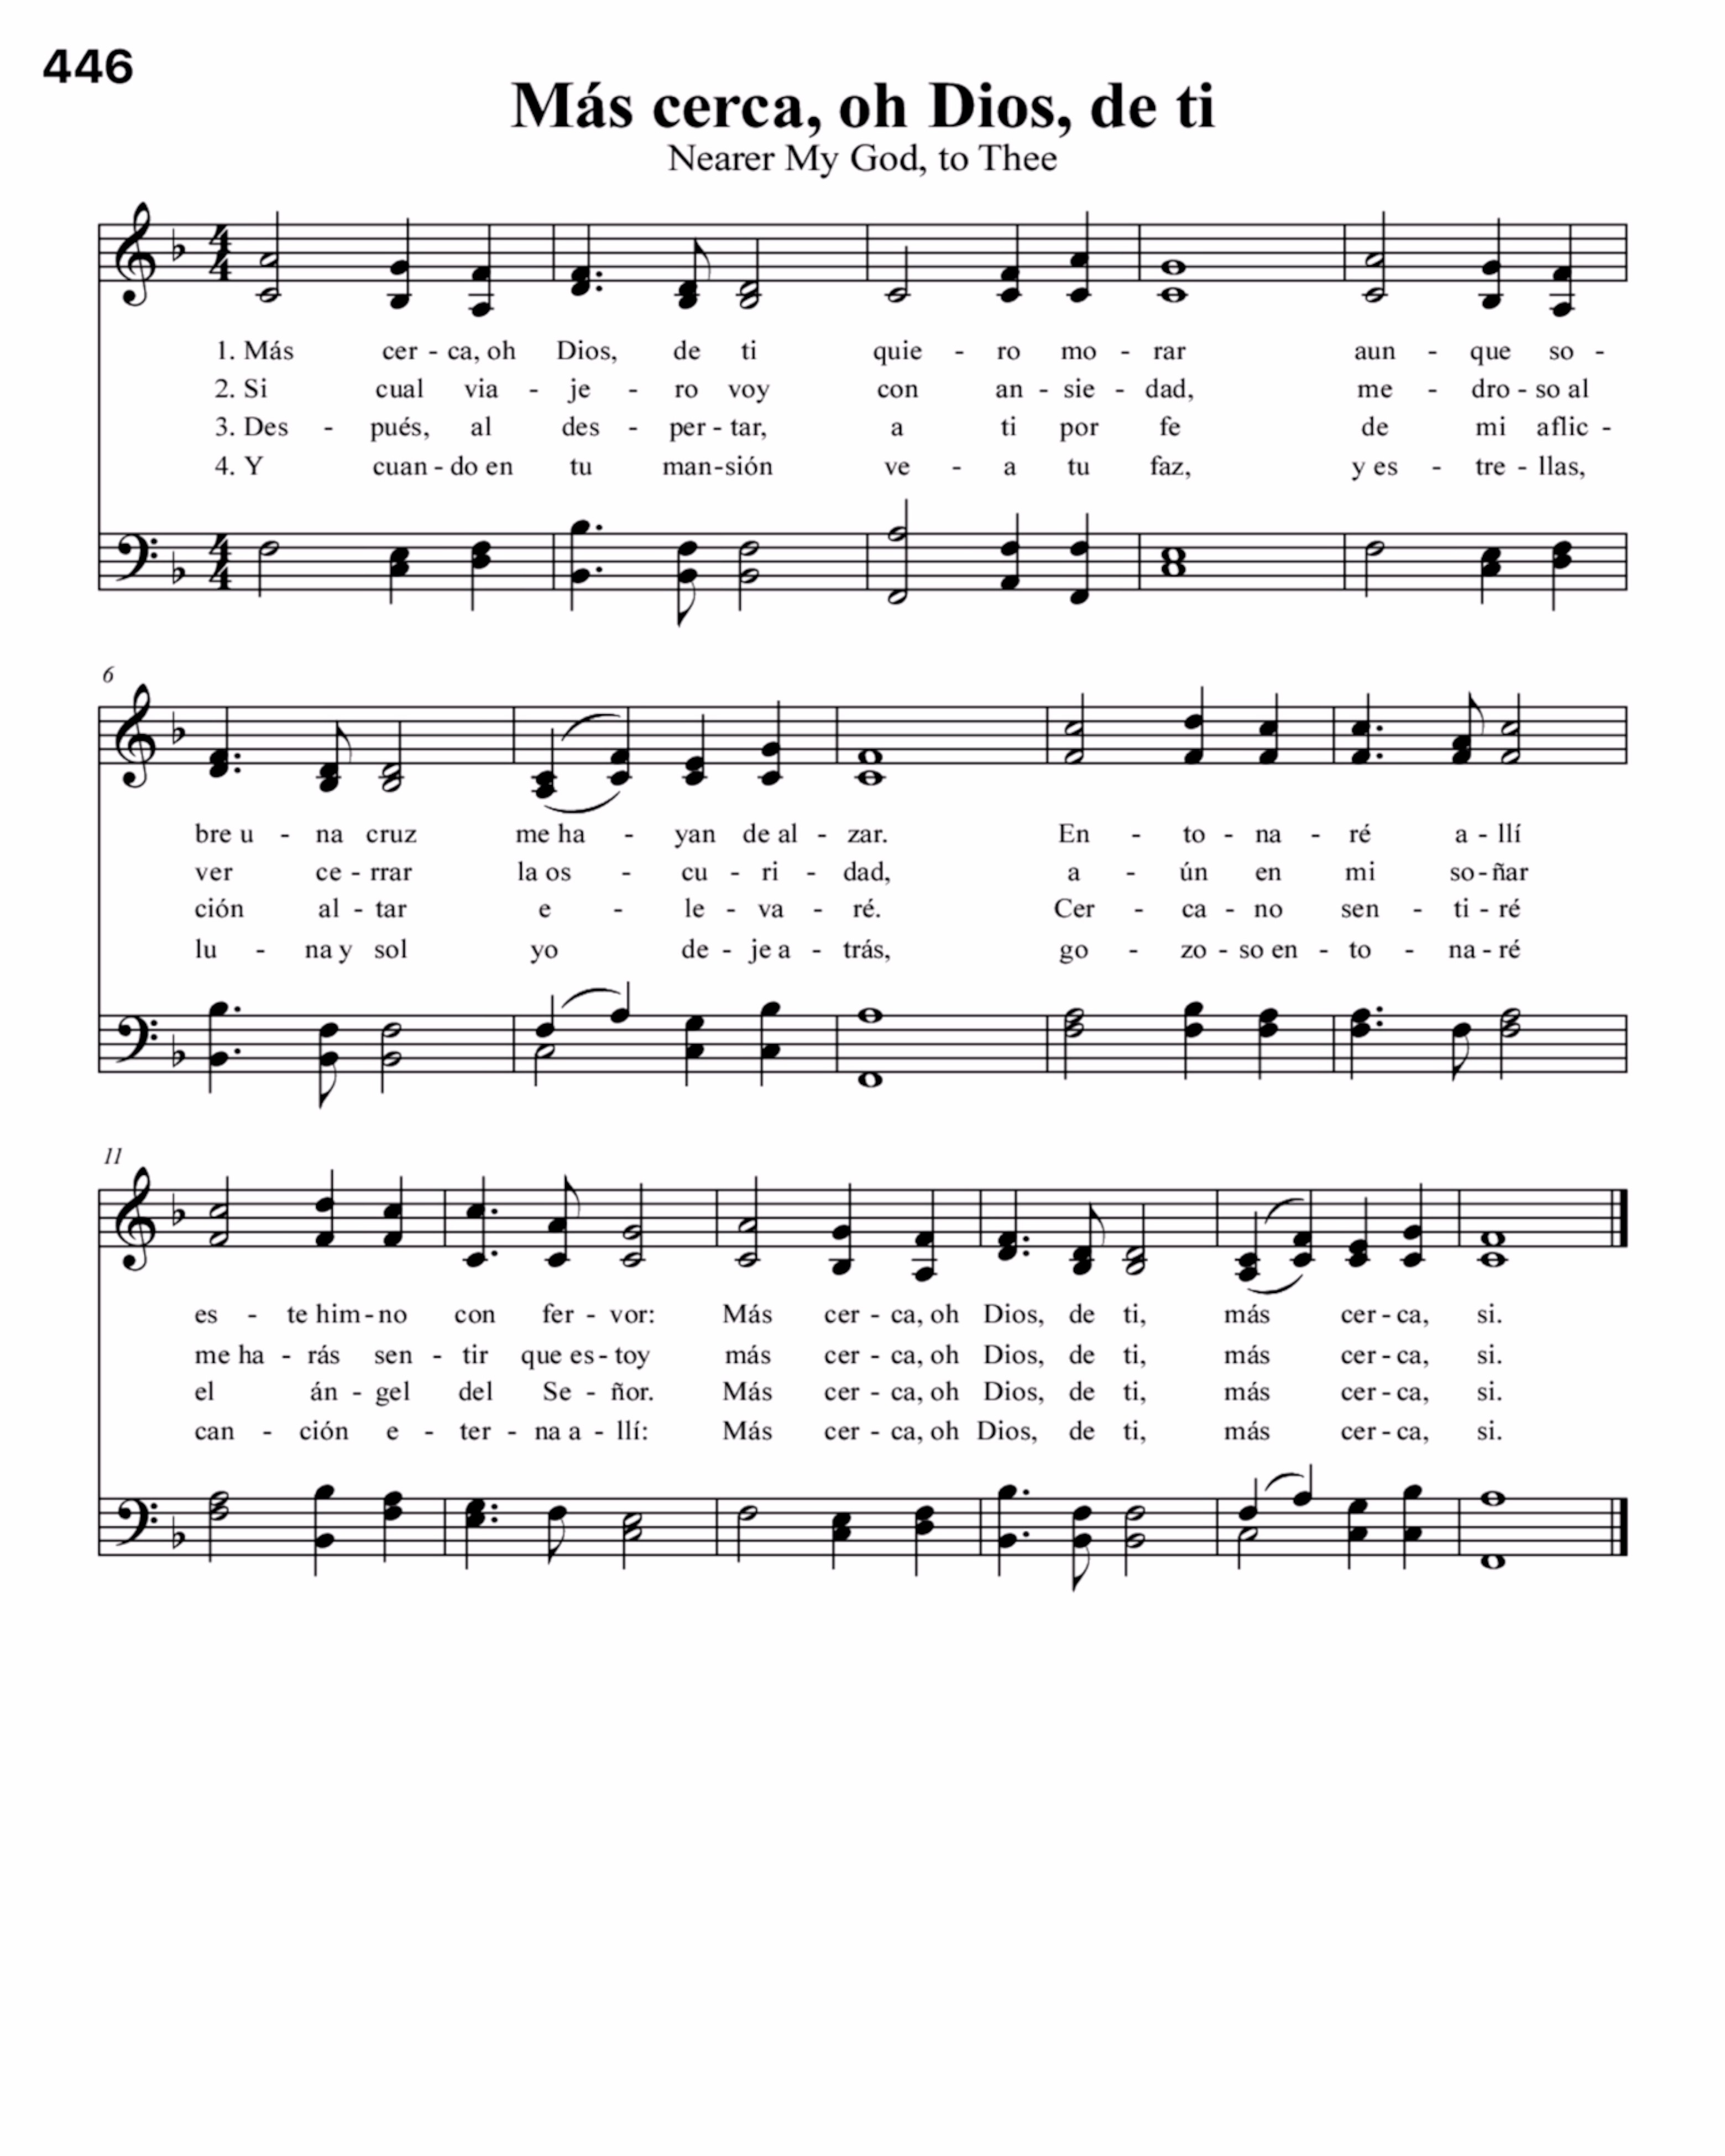 446
Más cerca, oh Dios, de ti
Nearer My God, to Thee
4 4
1. Más cer - ca, oh Dios, de ti quie - ro mo - rar aun - que so -
2. Si cual via - je - ro voy con an - sie - dad, me - dro - so al
3. Des - pués, al des - per - tar, a ti por fe de mi aflic -
4. Y cuan - do en tu man - sión ve - a tu faz, y es - tre - llas,
4 4
6
bre u - na cruz me ha - yan de al - zar. En - to - na - ré a - llí
ver ce - rrar la os - cu - ri - dad, a - ún en mi so - ñar
ción al - tar e - le - va - ré. Cer - ca - no sen - ti - ré
lu - na y sol yo de - je a - trás, go - zo - so en - to - na - ré
11
es - te him - no con fer - vor: Más cer - ca, oh Dios, de ti, más cer - ca, si.
me ha - rás sen - tir que es - toy más cer - ca, oh Dios, de ti, más cer - ca, si.
el án - gel del Se - ñor. Más cer - ca, oh Dios, de ti, más cer - ca, si.
can - ción e - ter - na a - llí: Más cer - ca, oh Dios, de ti, más cer - ca, si.